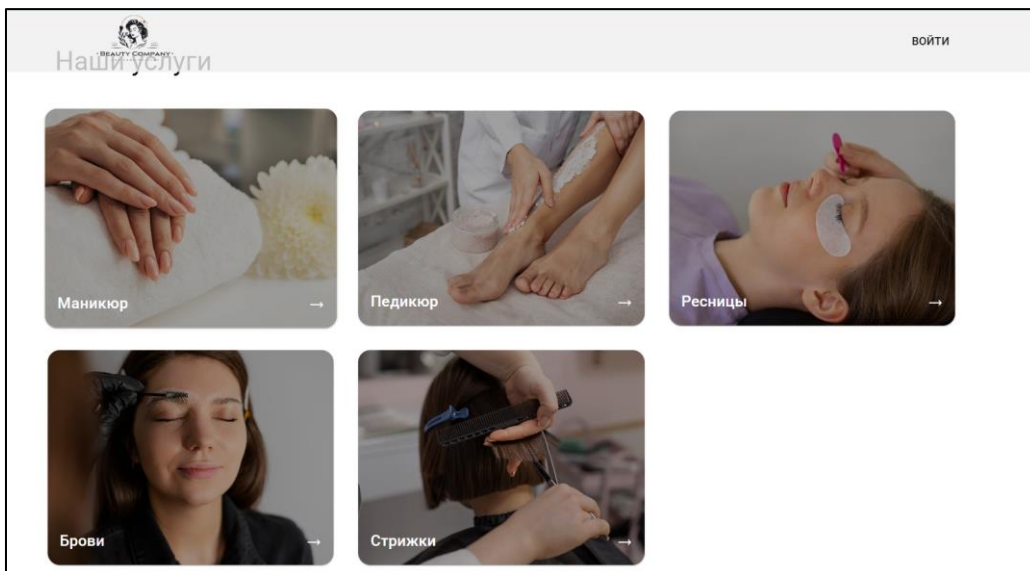 BEAUTY COMPANY
войти
Наши услуги
Маникюр →
Педикюр →
Ресницы →
Брови →
Стрижки →